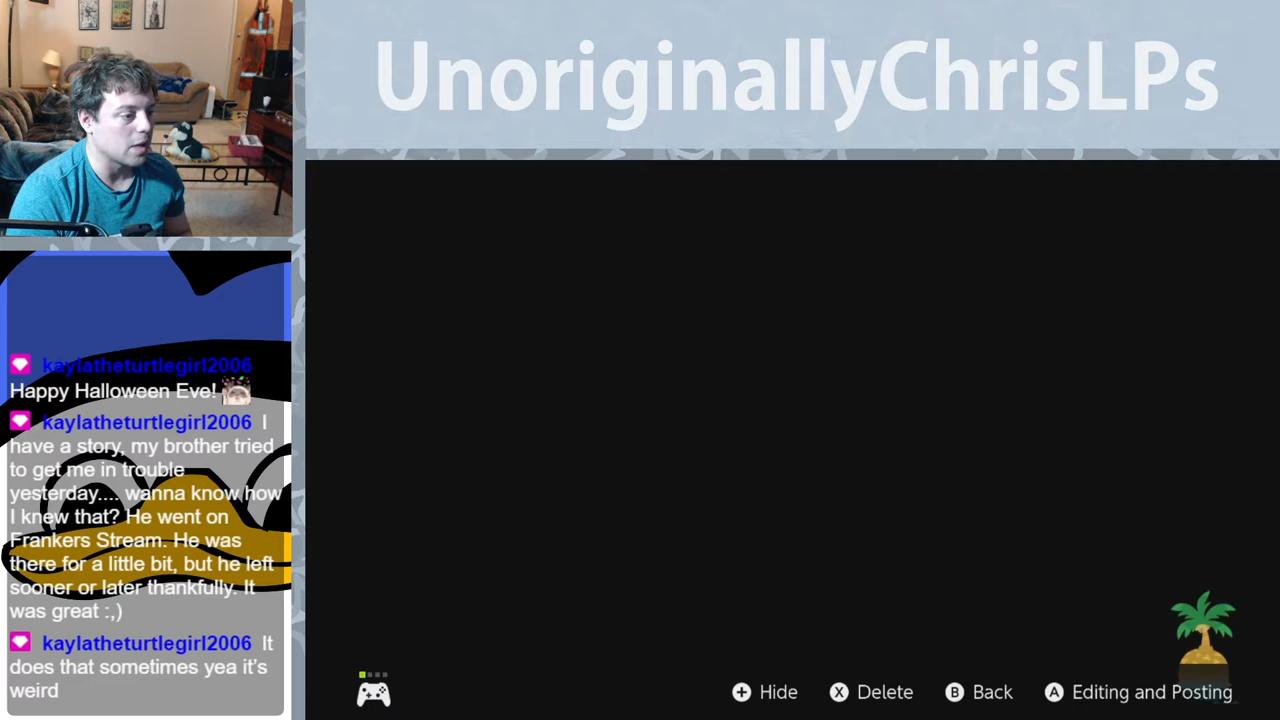 UnoriginallyChrisLPs
kaylatheturtlegirl2006
Happy Halloween Eve!
kaylatheturtlegirl2006 I
have a story, my brother tried
to get me in trouble
yesterday.... wanna know how
I knew that? He went on
Frankers Stream. He was
there for a little bit, but he left
sooner or later thankfully. It
was great :,)
kaylatheturtlegirl2006 It
does that sometimes yea it's
weird
+ Hide X Delete B Back A Editing and Posting